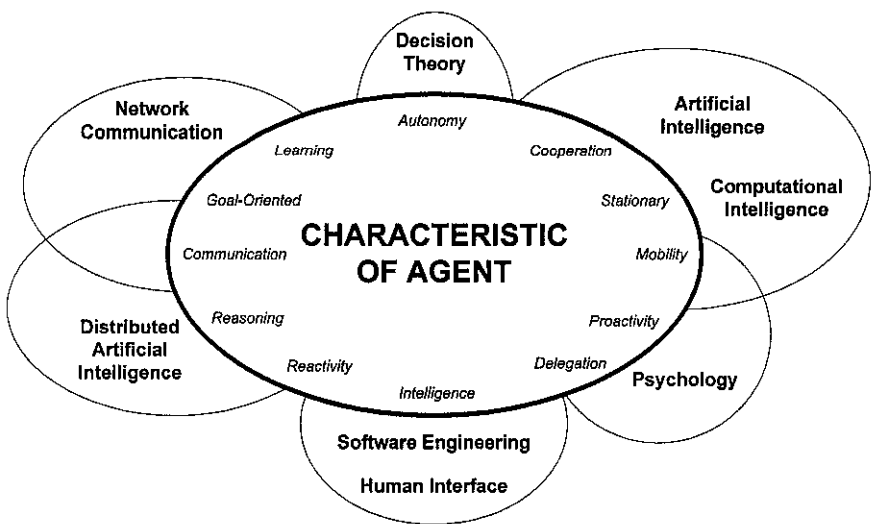 Decision
Theory
Network
Communication
Artificial
Intelligence
Computational
Intelligence
Autonomy
Learning
Cooperation
Goal-Oriented
Stationary
CHARACTERISTIC
OF AGENT
Communication
Mobility
Reasoning
Proactivity
Reactivity
Delegation
Intelligence
Distributed
Artificial
Intelligence
Psychology
Software Engineering
Human Interface